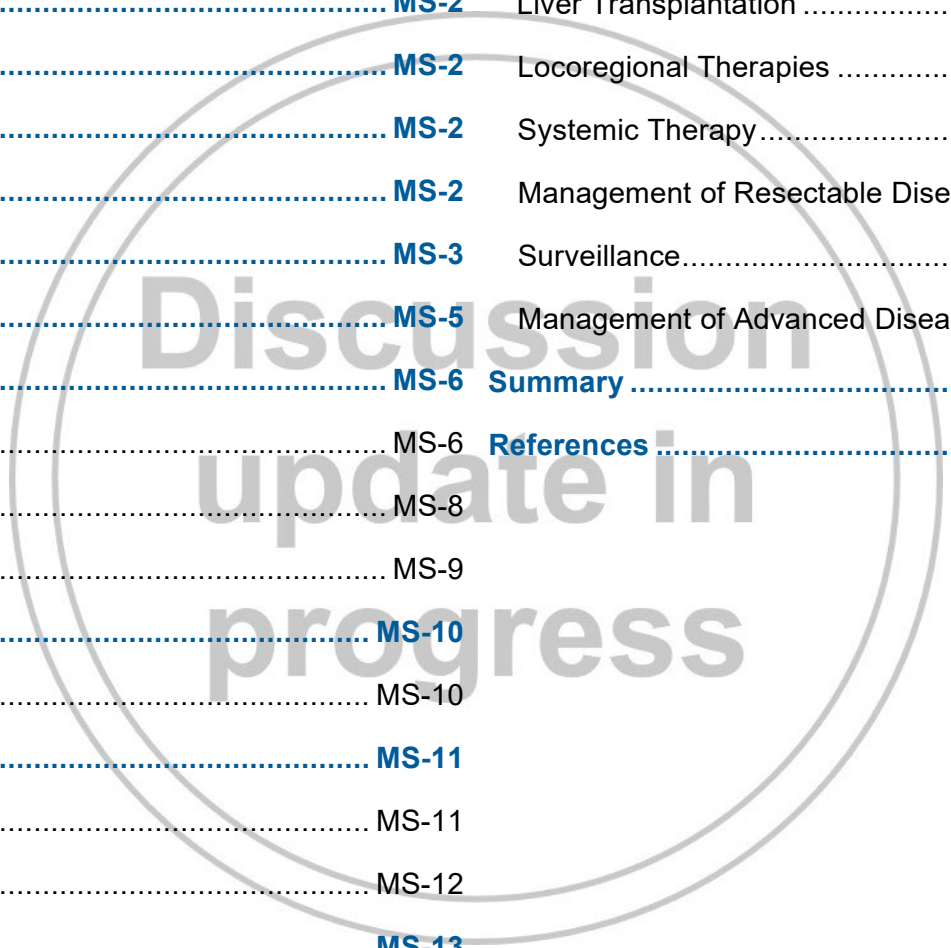 MS-2
MS-2
MS-2
MS-2
MS-3
MS-5
MS-6
MS-6
MS-8
MS-9
MS-10
MS-10
MS-11
MS-11
MS-12
MS-13
Liver Transplantation
Locoregional Therapies
Systemic Therapy
Management of Resectable Dise
Surveillance
Management of Advanced Disea
Summary
References
Discussion
update in
progress